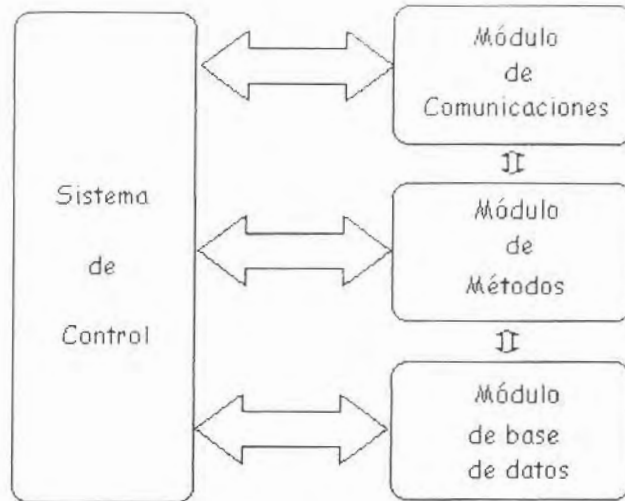 Sistema
de
Control
Módulo
de
Comunicaciones
Módulo
de
Métodos
Módulo
de base
de datos